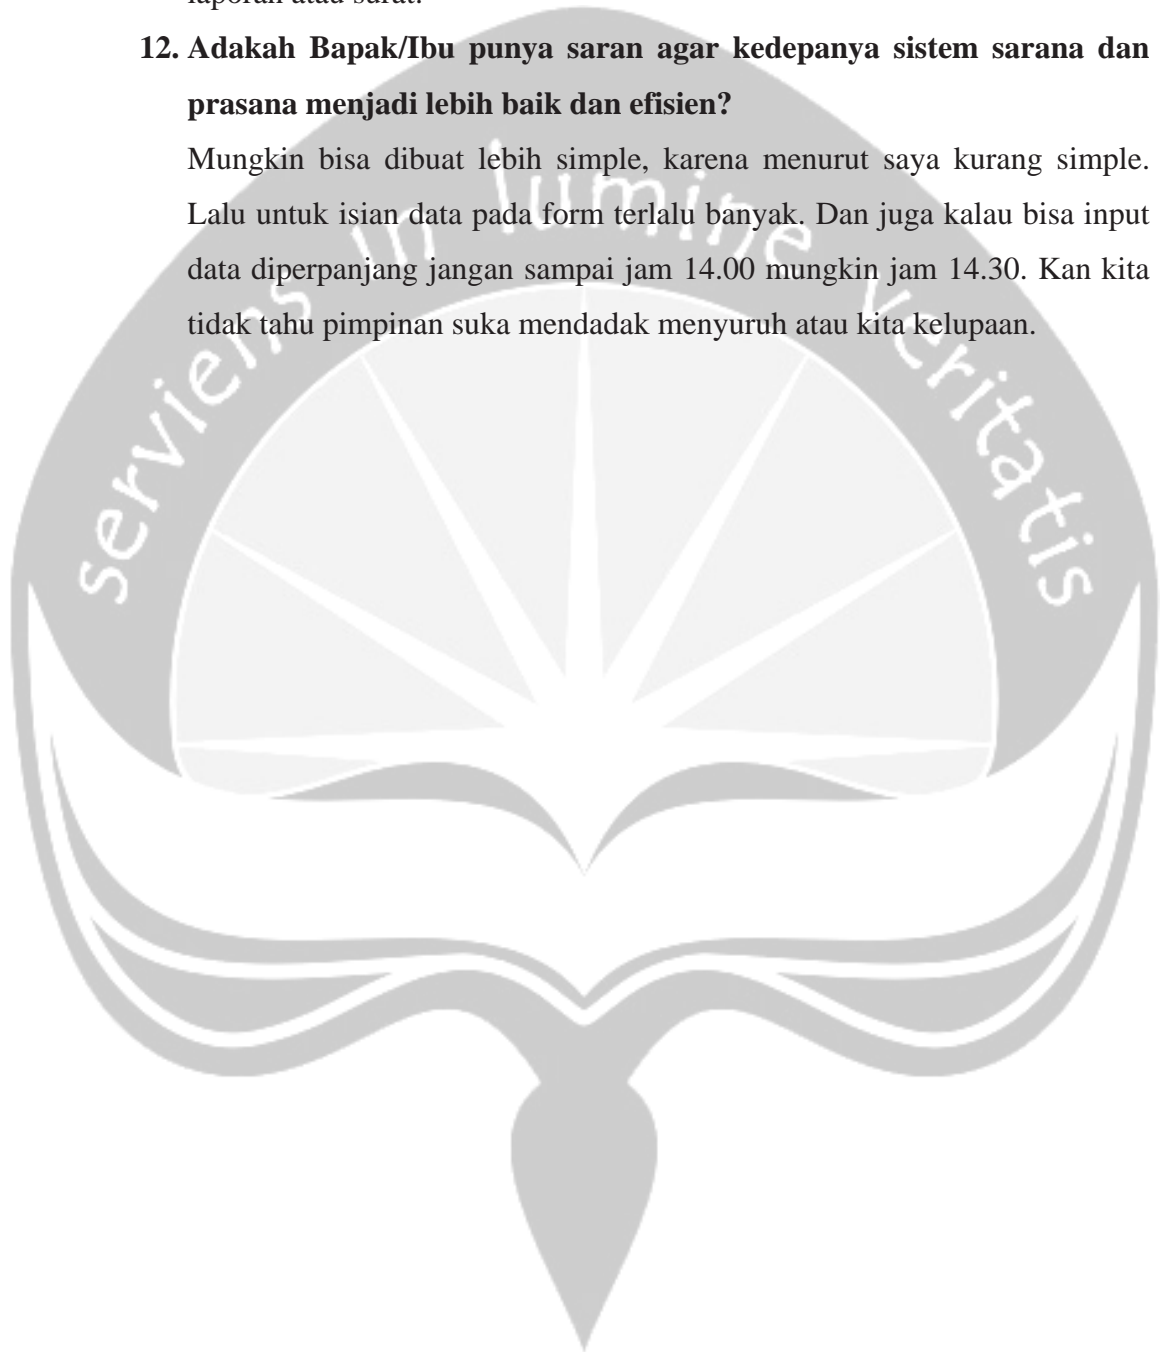 laporan atau surat.
12. Adakah Bapak/Ibu punya saran agar kedepanya sistem sarana dan
prasana menjadi lebih baik dan efisien?
Mungkin bisa dibuat lebih simple, karena menurut saya kurang simple.
Lalu untuk isian data pada form terlalu banyak. Dan juga kalau bisa input
data diperpanjang jangan sampai jam 14.00 mungkin jam 14.30. Kan kita
tidak tahu pimpinan suka mendadak menyuruh atau kita kelupaan.
serviens in lumine veritatis